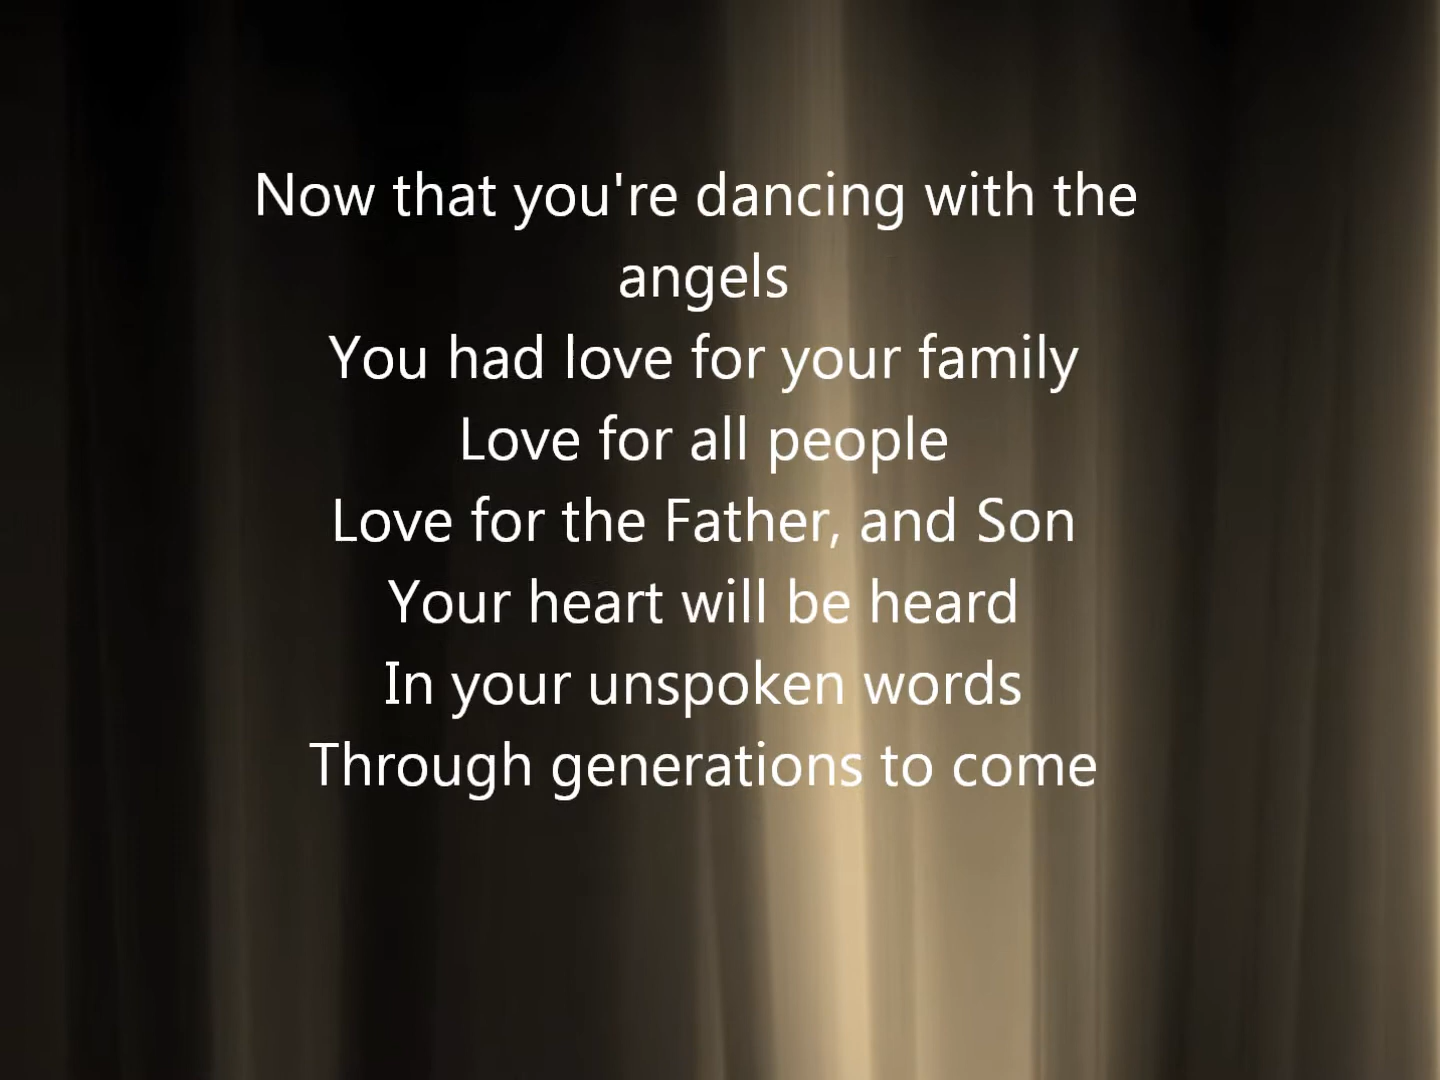 Now that you're dancing with the
angels
You had love for your family
Love for all people
Love for the Father, and Son
Your heart will be heard
In your unspoken words
Through generations to come